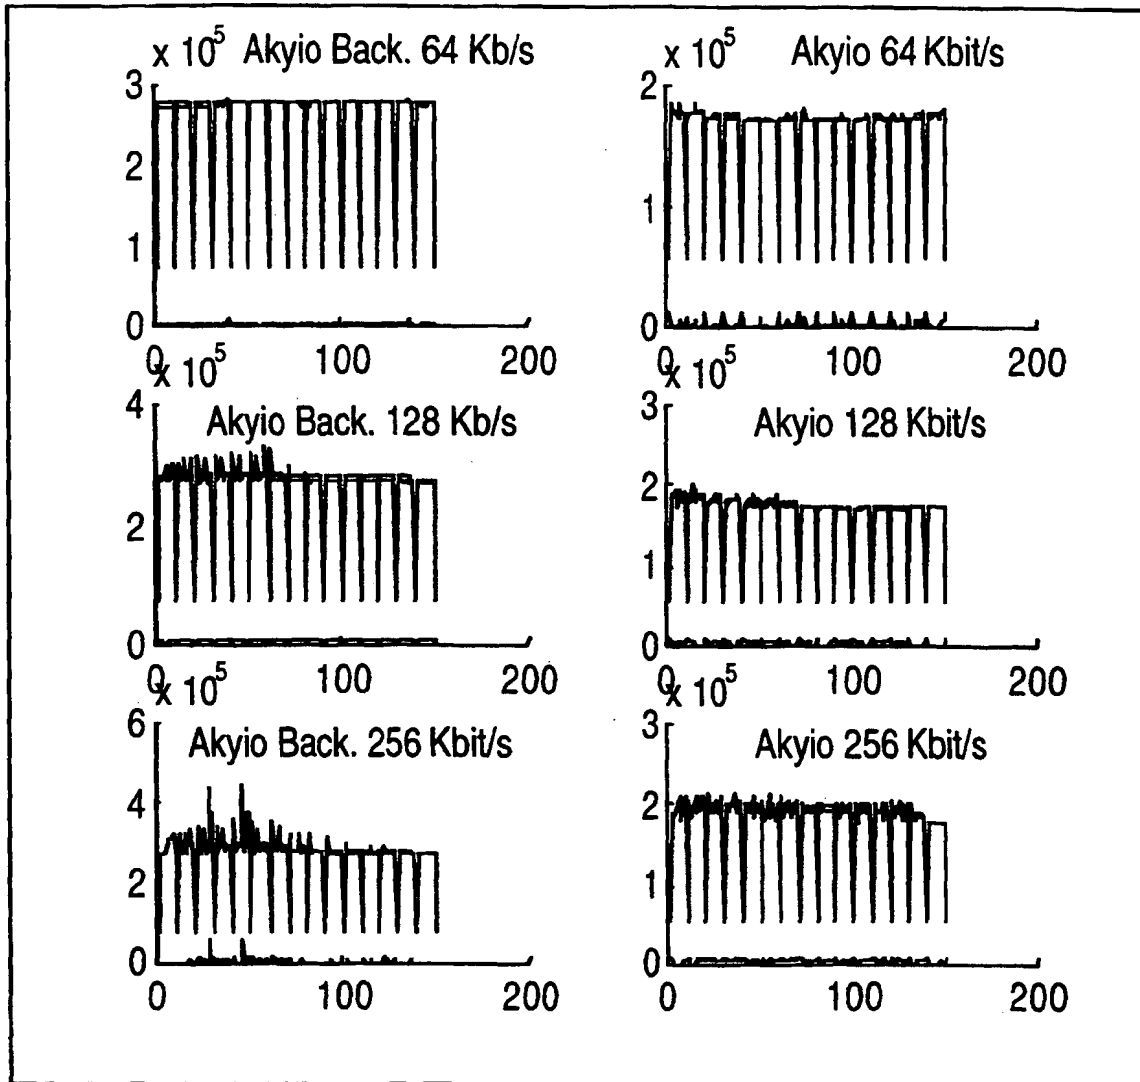 x 10^5 Akyio Back. 64 Kb/s
3
2
1
0
0 100 200
x 10^5 Akyio 64 Kbit/s
2
1
0
0 100 200
x 10^5
Akyio Back. 128 Kb/s
4
2
0
0 100 200
x 10^5
Akyio 128 Kbit/s
3
2
1
0
0 100 200
x 10^5
Akyio Back. 256 Kbit/s
6
4
2
0
0 100 200
x 10^5
Akyio 256 Kbit/s
3
2
1
0
0 100 200